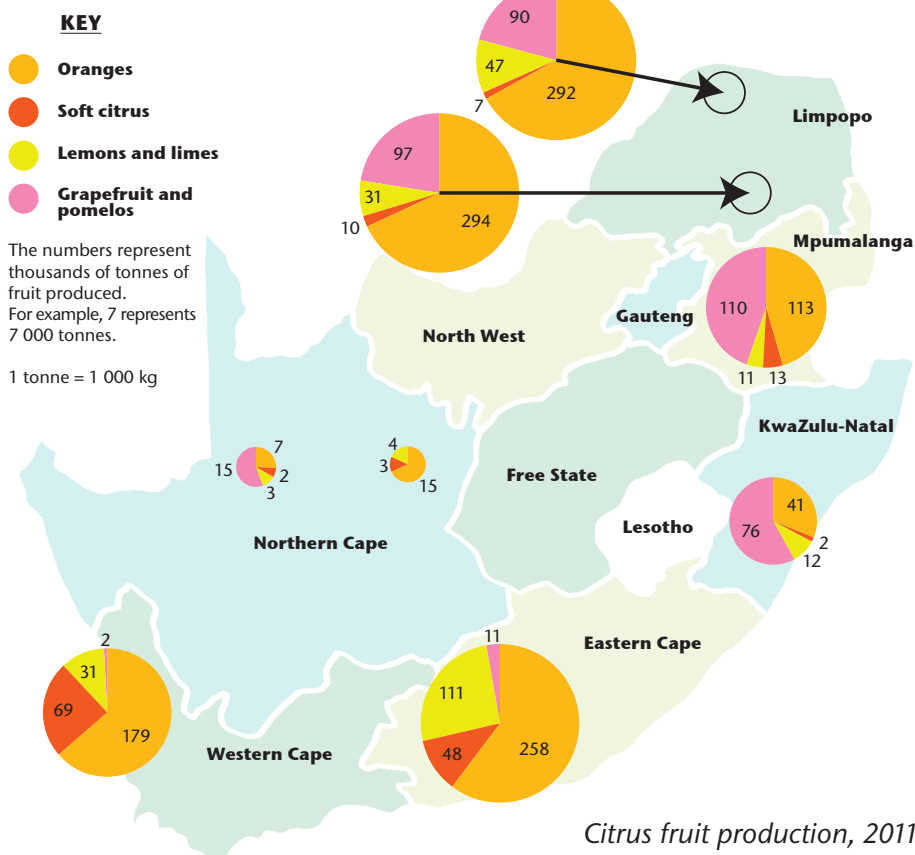 KEY
Oranges
Soft citrus
Lemons and limes
Grapefruit and
pomelos
The numbers represent
thousands of tonnes of
fruit produced.
For example, 7 represents
7 000 tonnes.
1 tonne = 1 000 kg
90
47
7
292
97
31
10
294
Limpopo
Mpumalanga
110
113
11
13
Gauteng
North West
KwaZulu-Natal
41
76
2
12
Free State
Lesotho
7
15
2
3
4
3
15
Northern Cape
Eastern Cape
11
111
48
258
2
31
69
179
Western Cape
Citrus fruit production, 2011